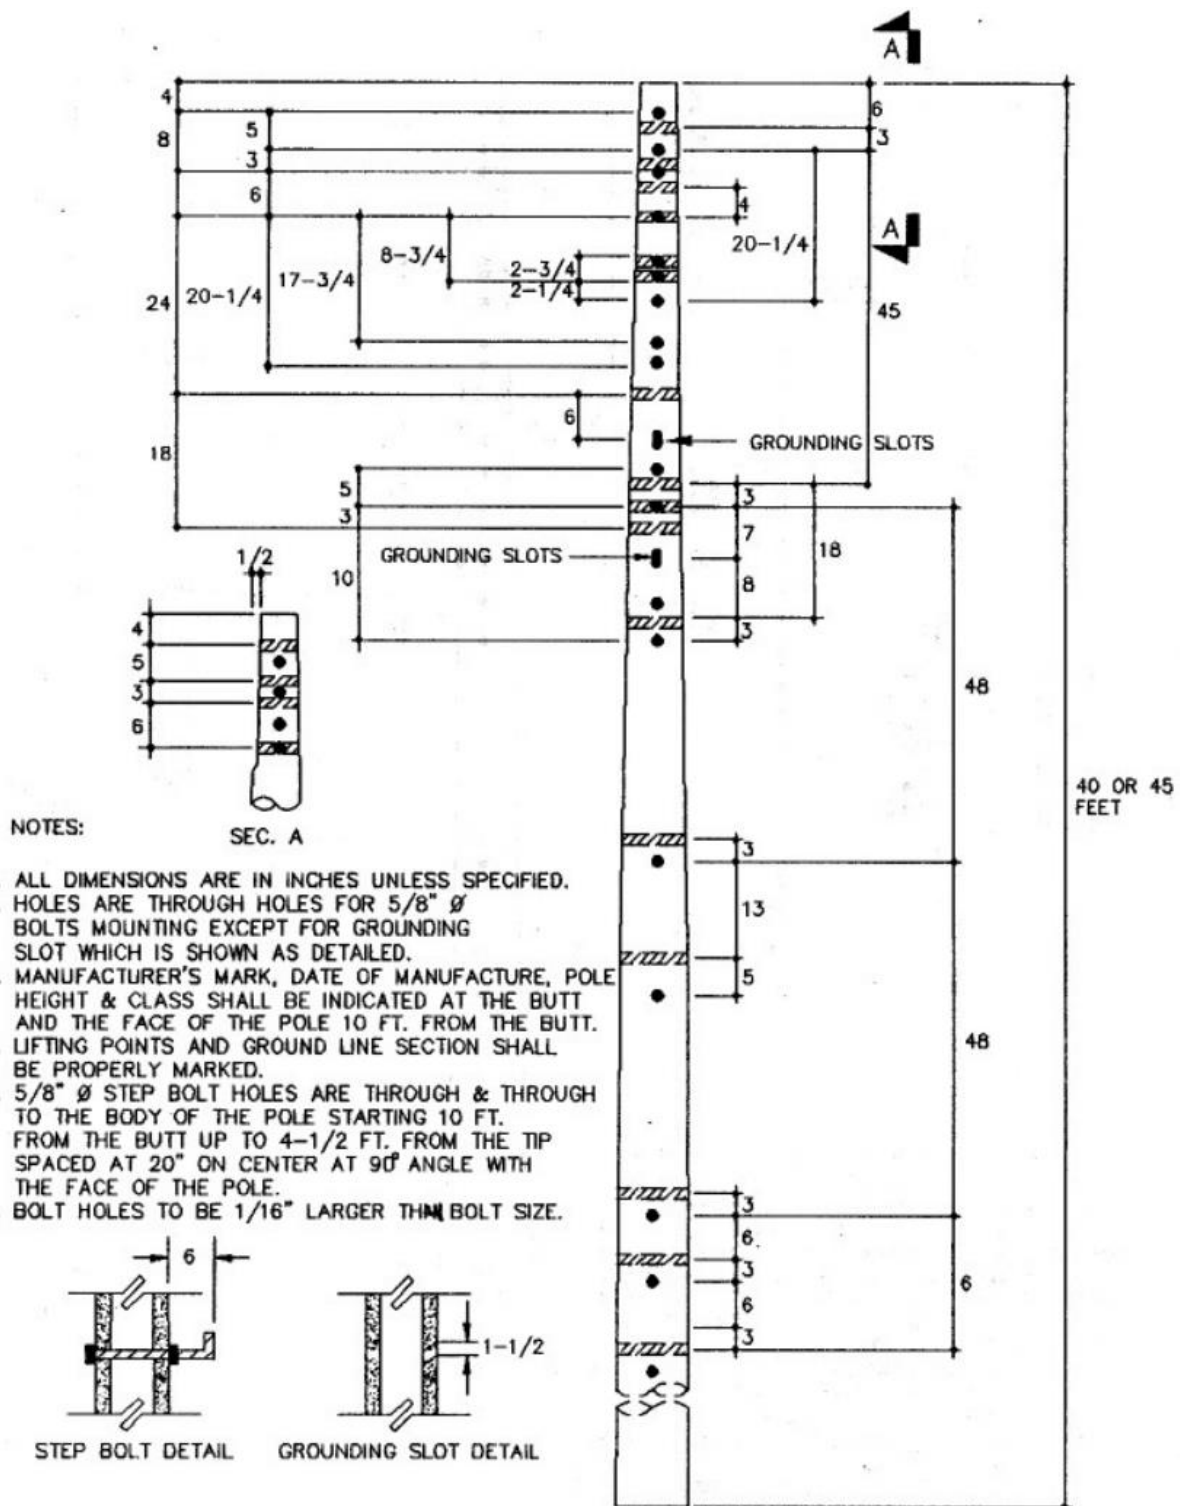 A
4
8
5
3
6
24
20-1/4
17-3/4
8-3/4
2-3/4
2-1/4
6
3
4
20-1/4
A
45
6
18
GROUNDING SLOTS
5
3
10
GROUNDING SLOTS
3
7
8
3
18
48
1/2
4
5
3
6
SEC. A
40 OR 45
FEET
3
13
5
48
3
6
3
6
3
6
NOTES:
ALL DIMENSIONS ARE IN INCHES UNLESS SPECIFIED.
HOLES ARE THROUGH HOLES FOR 5/8" Ø
BOLTS MOUNTING EXCEPT FOR GROUNDING
SLOT WHICH IS SHOWN AS DETAILED.
MANUFACTURER'S MARK, DATE OF MANUFACTURE, POLE
HEIGHT & CLASS SHALL BE INDICATED AT THE BUTT
AND THE FACE OF THE POLE 10 FT. FROM THE BUTT.
LIFTING POINTS AND GROUND LINE SECTION SHALL
BE PROPERLY MARKED.
5/8" Ø STEP BOLT HOLES ARE THROUGH & THROUGH
TO THE BODY OF THE POLE STARTING 10 FT.
FROM THE BUTT UP TO 4-1/2 FT. FROM THE TIP
SPACED AT 20" ON CENTER AT 90° ANGLE WITH
THE FACE OF THE POLE.
BOLT HOLES TO BE 1/16" LARGER THAN BOLT SIZE.
6
STEP BOLT DETAIL
1-1/2
GROUNDING SLOT DETAIL